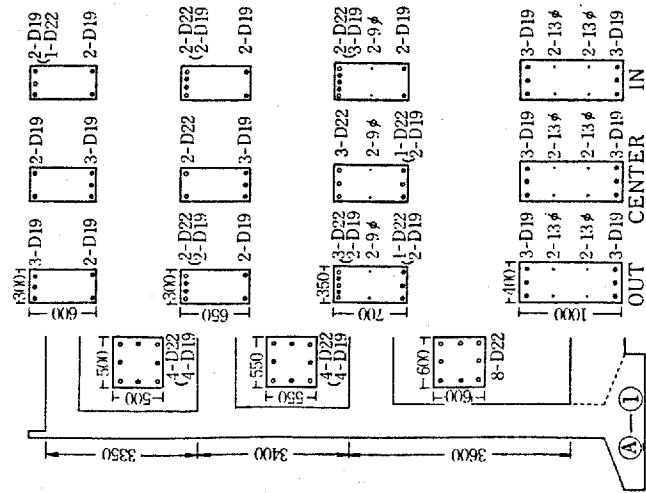 2-D19
(1-D22
2-D19
2-D22
(2-D19
2-D19
2-D22
(3-D19
2-9φ
2-D19
3-D19
2-13φ
2-13φ
3-D19
IN
2-D19
3-D19
2-D22
3-D19
3-D22
2-9φ
(1-D22
2-D19
3-D19
2-13φ
2-13φ
3-D19
CENTER
3-D19
2-D19
300
600
2-D22
(2-D19
2-D19
300
650
3-D22
(2-D19
2-9φ
(1-D22
2-D19
350
700
3-D19
2-13φ
2-13φ
3-D19
400
1000
OUT
500
500
4-D22
(4-D19
550
550
4-D22
(4-D19
600
600
8-D22
3350
3400
3600
A-1